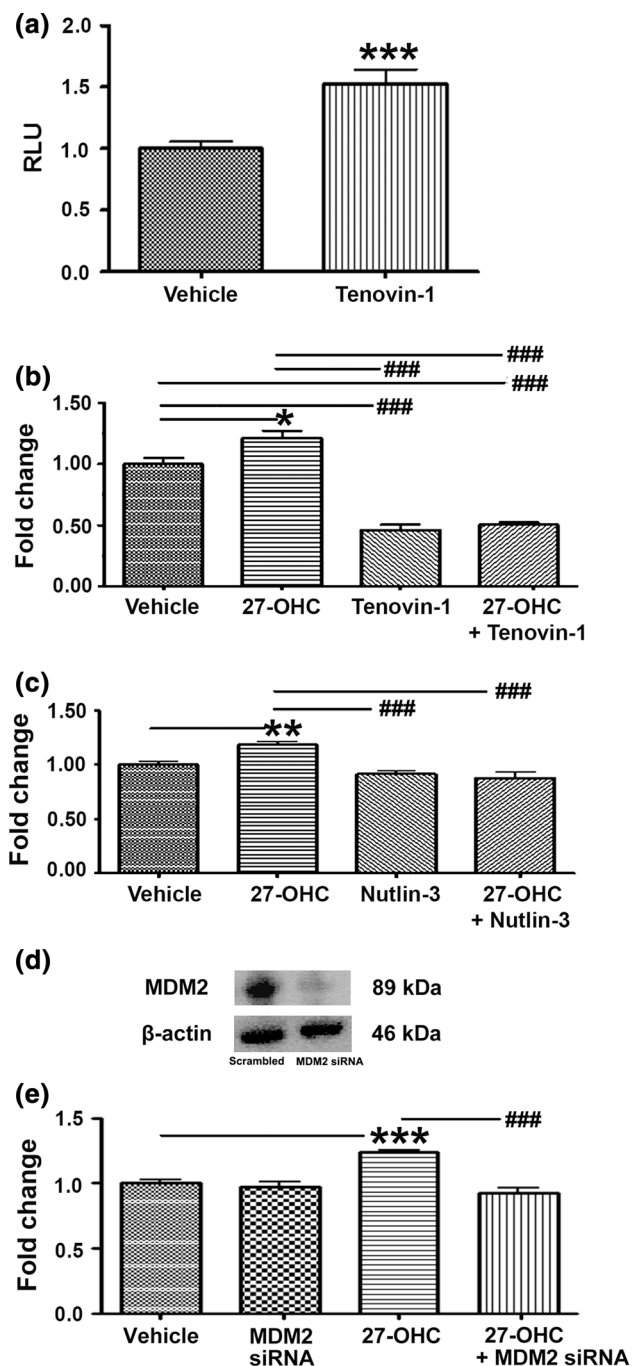 (a)
2.0
1.5
1.0
0.5
0.0
RLU
***
Vehicle Tenovin-1
(b)
###
###
###
###
*
1.50
1.00
0.50
0.00
Fold change
Vehicle 27-OHC Tenovin-1 27-OHC
+ Tenovin-1
(c)
###
###
**
1.50
1.00
0.50
0.00
Fold change
Vehicle 27-OHC Nutlin-3 27-OHC
+ Nutlin-3
(d)
MDM2 89 kDa
β-actin 46 kDa
Scrambled MDM2 siRNA
(e)
###
***
1.5
1.0
0.5
0.0
Fold change
Vehicle MDM2 27-OHC 27-OHC
siRNA + MDM2 siRNA